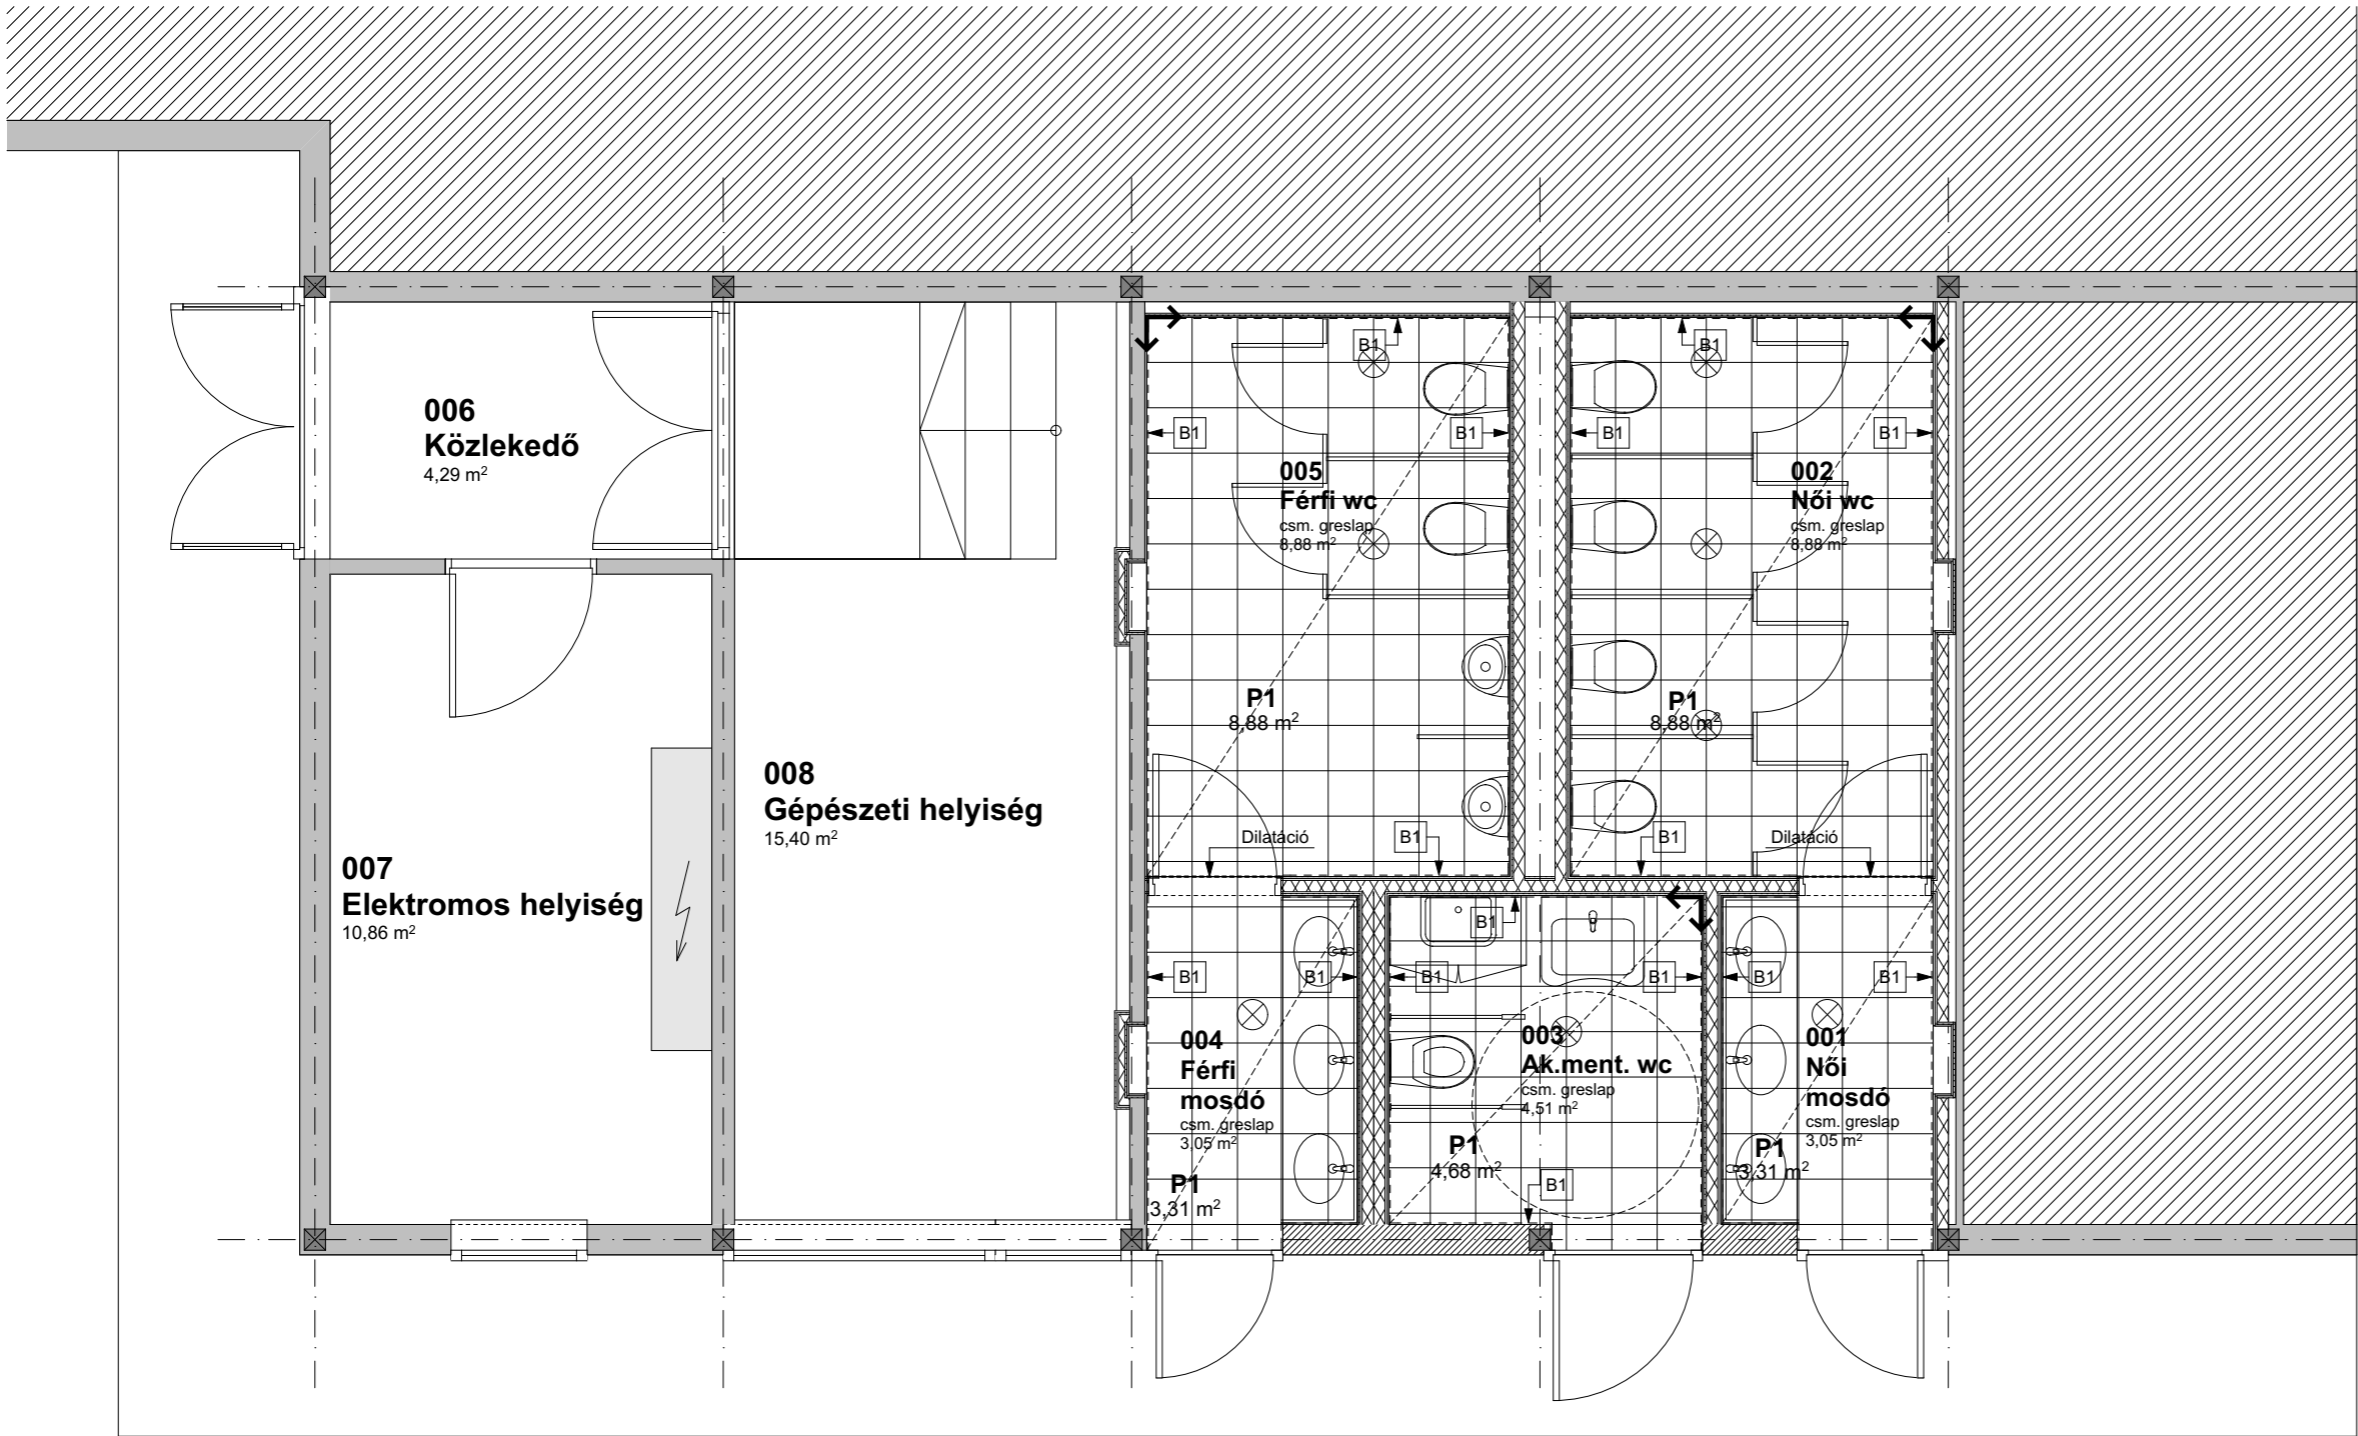 006
Közlekedő
4,29 m²
007
Elektromos helyiség
10,86 m²
008
Gépészeti helyiség
15,40 m²
B1
B1
B1
005
Férfi wc
csm. greslap
8,88 m²
P1
8,88 m²
Dilatáció
B1
B1
B1
B1
002
Női wc
csm. greslap
8,88 m²
P1
8,88 m²
B1
Dilatáció
B1
B1
004
Férfi
mosdó
csm. greslap
3,05 m²
P1
3,31 m²
B1
B1
B1
003
Ak.ment. wc
csm. greslap
4,51 m²
P1
4,68 m²
B1
B1
B1
001
Női
mosdó
csm. greslap
3,05 m²
P1
3,31 m²